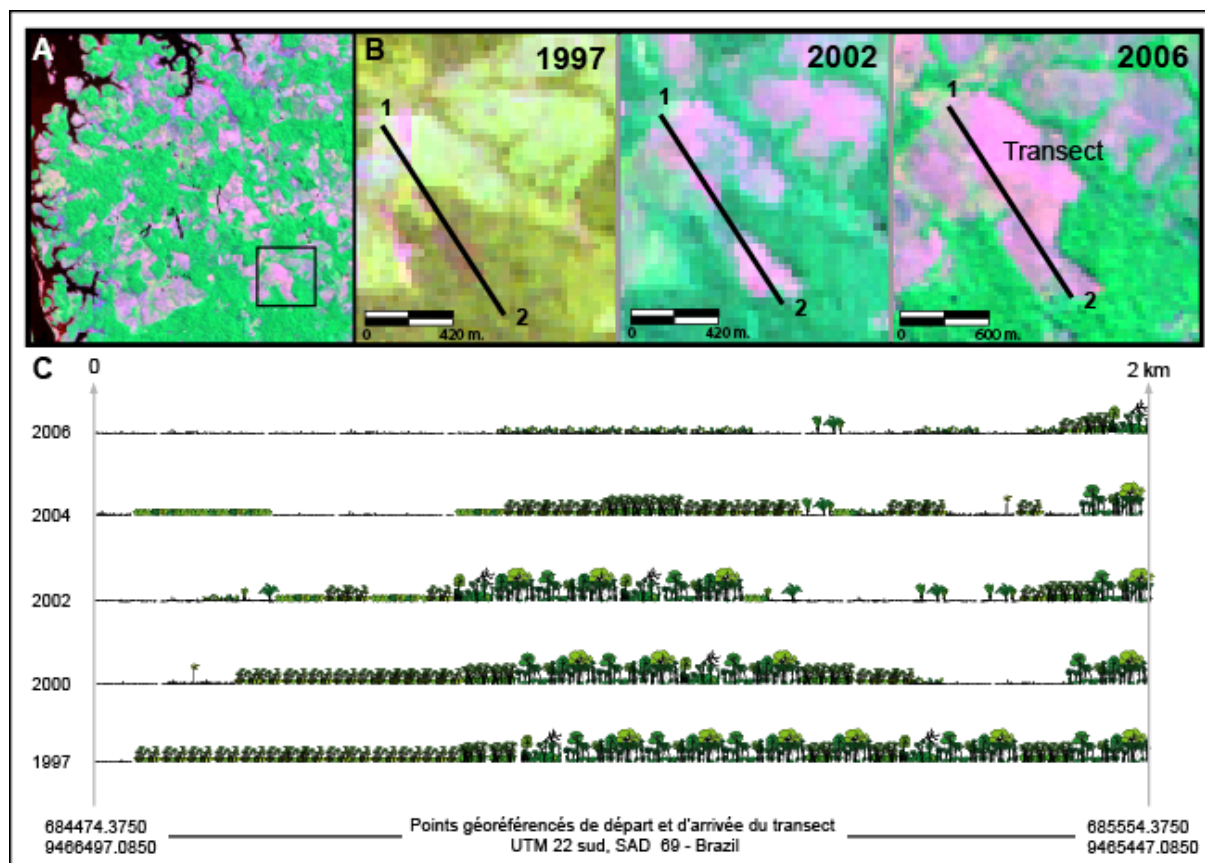 A
B
1997
2002
2006
1
2
1
2
1
2
Transect
0
420 m.
0
420 m.
0
600 m.
C
0
2 km
2006
2004
2002
2000
1997
684474.3750
9466497.0850
Points géoréférencés de départ et d'arrivée du transect
UTM 22 sud, SAD 69 - Brazil
685554.3750
9465447.0850